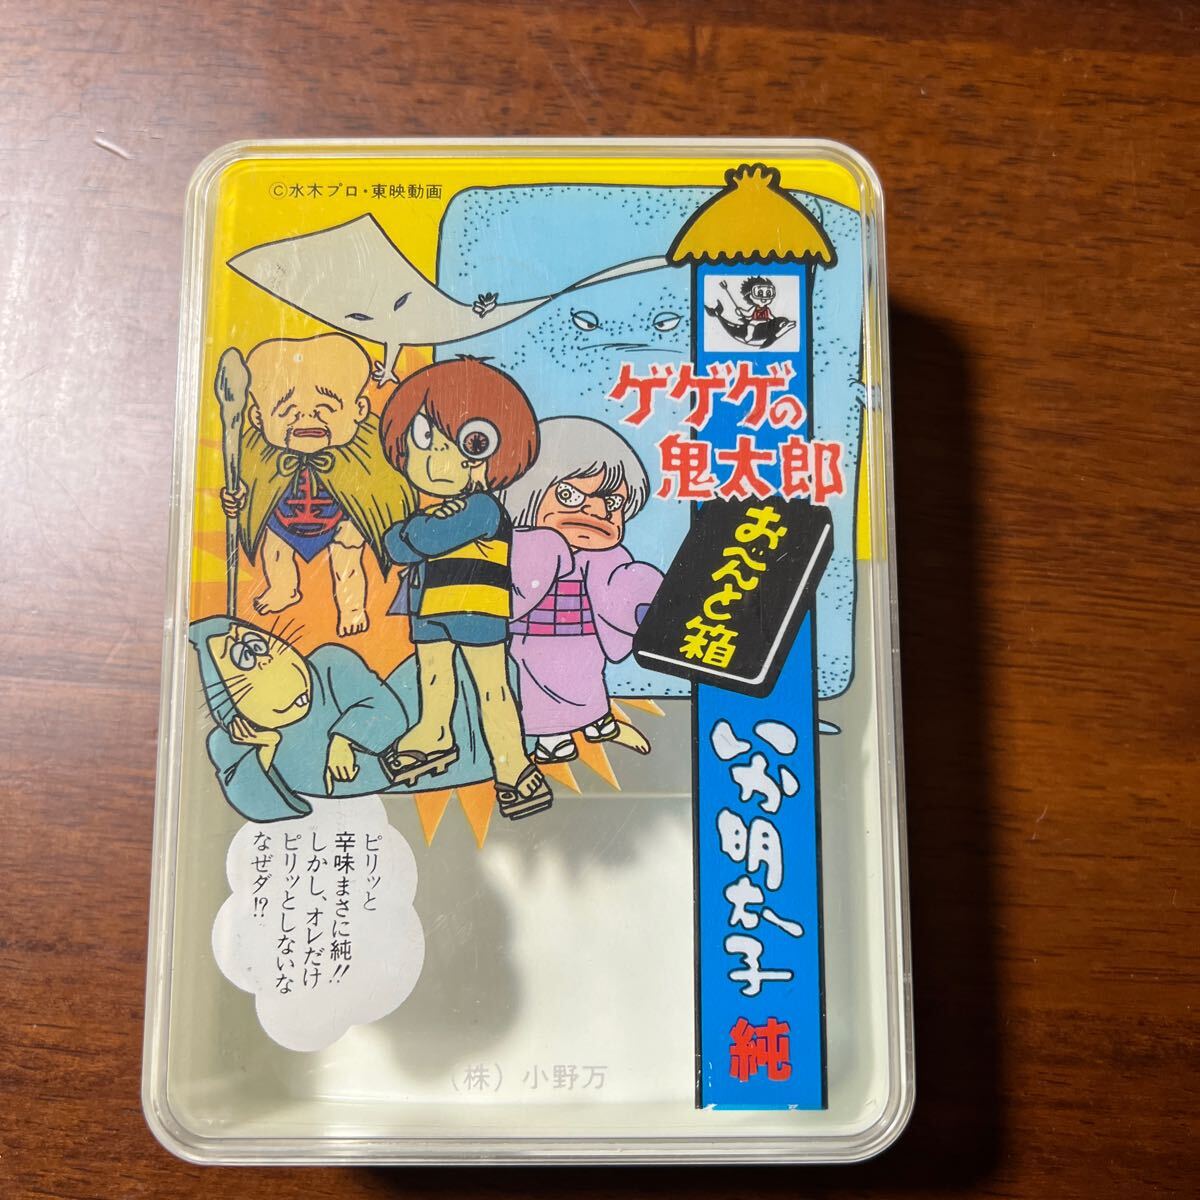 ©水木プロ・東映動画
ゲゲゲの
鬼太郎
おべんと箱
いか明太子
純
ピリッと
辛味まさに純!!
しかし、オレだけ
ピリッとしないな
なぜダ!?
(株) 小野万